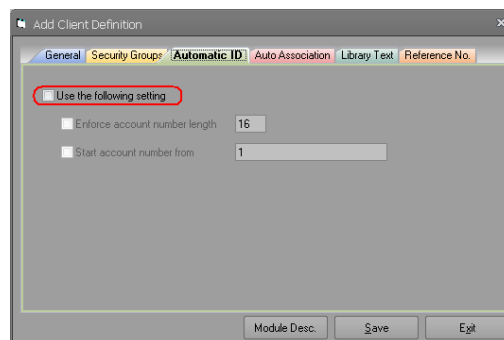 Add Client Definition
General Security Groups Automatic ID Auto Association Library Text Reference No.
Use the following setting
Enforce account number length 16
Start account number from 1
Module Desc. Save Exit